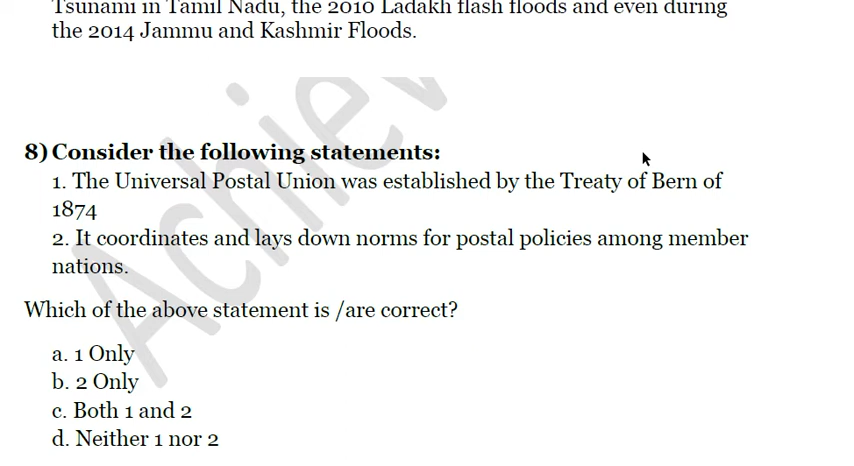 Tsunami in Tamil Nadu, the 2010 Ladakh flash floods and even during
the 2014 Jammu and Kashmir Floods.
8) Consider the following statements:
1. The Universal Postal Union was established by the Treaty of Bern of
1874
2. It coordinates and lays down norms for postal policies among member
nations.
Which of the above statement is /are correct?
a. 1 Only
b. 2 Only
c. Both 1 and 2
d. Neither 1 nor 2
Achiev